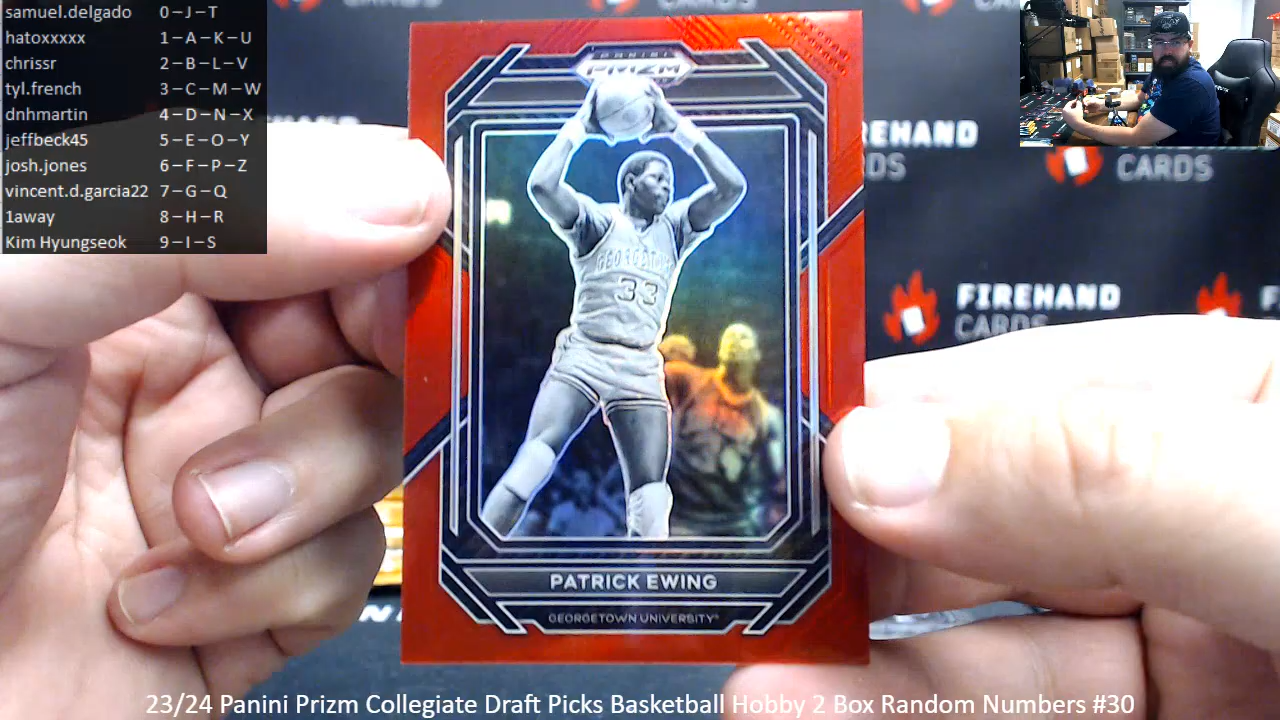 samuel.delgado 0-J-T
hatoxxxxx 1-A-K-U
chrissr 2-B-L-V
tyl.french 3-C-M-W
dnhmartin 4-D-N-X
jeffbeck45 5-E-O-Y
josh.jones 6-F-P-Z
vincent.d.garcia22 7-G-Q
1away 8-H-R
Kim Hyungseok 9-I-S
PANINI
PRIZM
GEORGETOWN
33
PATRICK EWING
GEORGETOWN UNIVERSITY
FIREHAND
CARDS
FIREHAND
CARDS
23/24 Panini Prizm Collegiate Draft Picks Basketball Hobby 2 Box Random Numbers #30